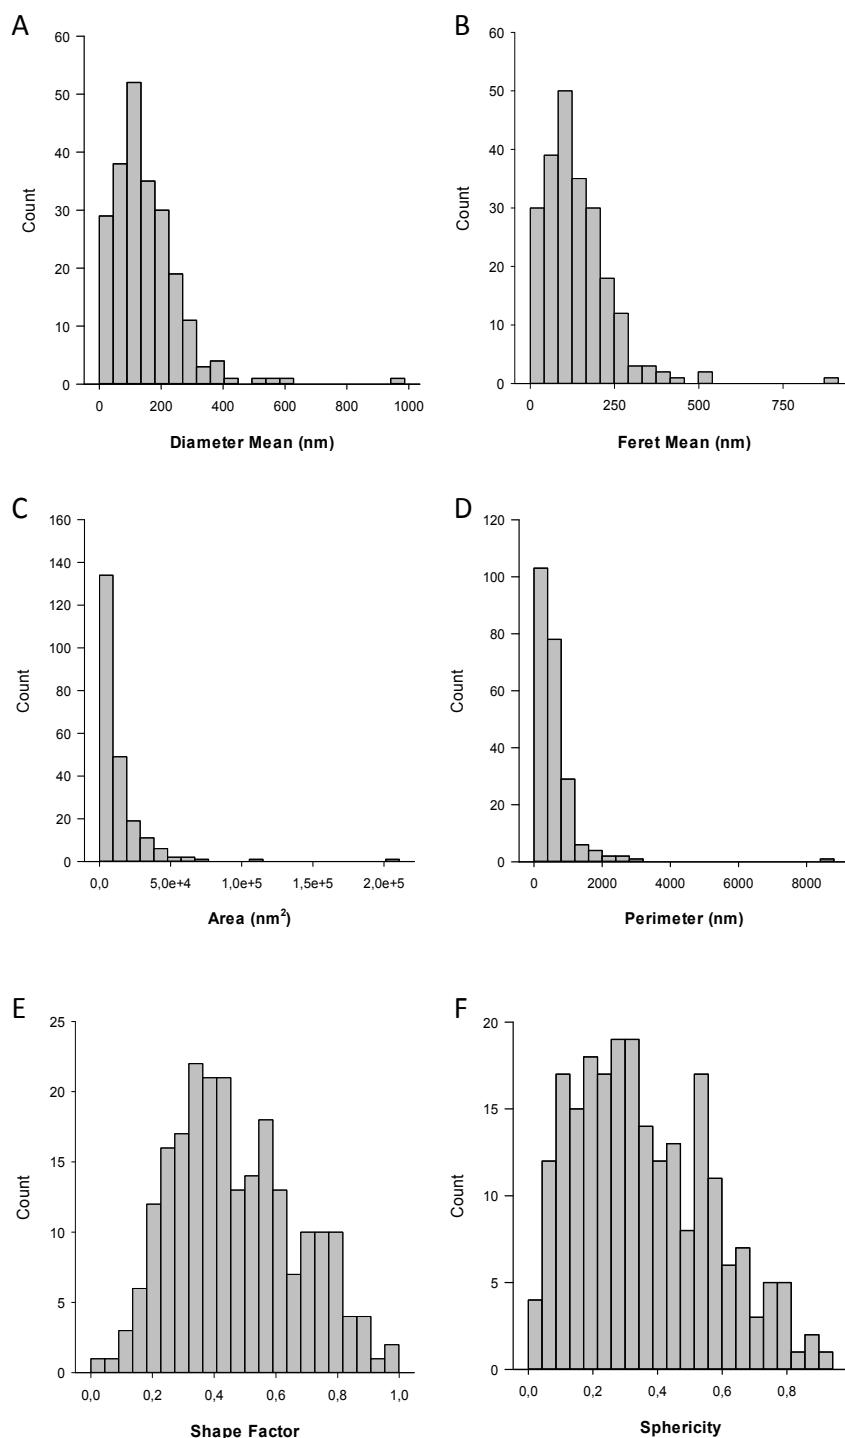 A
60
50
40
30
20
10
0
Count
0 200 400 600 800 1000
Diameter Mean (nm)
B
60
50
40
30
20
10
0
Count
0 250 500 750
Feret Mean (nm)
C
160
140
120
100
80
60
40
20
0
Count
0,0 5,0e+4 1,0e+5 1,5e+5 2,0e+5
Area (nm²)
D
120
100
80
60
40
20
0
Count
0 2000 4000 6000 8000
Perimeter (nm)
E
25
20
15
10
5
0
Count
0,0 0,2 0,4 0,6 0,8 1,0
Shape Factor
F
20
15
10
5
0
Count
0,0 0,2 0,4 0,6 0,8
Sphericity